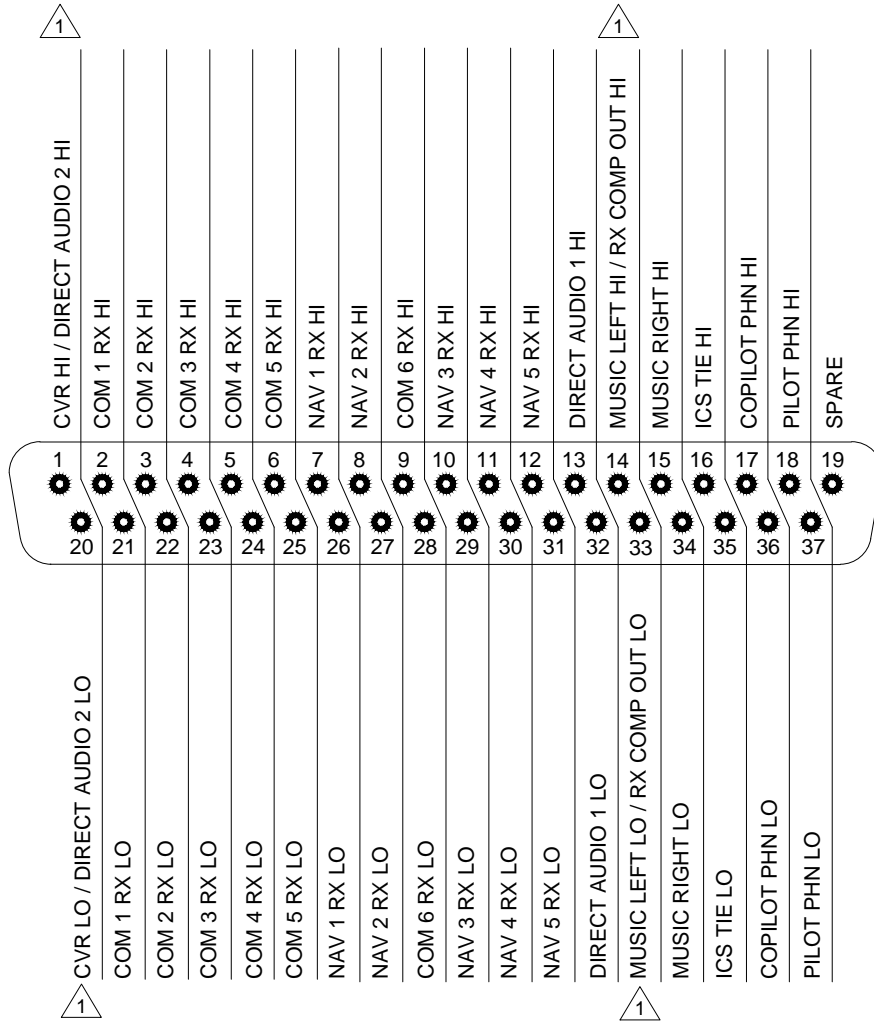 1
1
CVR HI / DIRECT AUDIO 2 HI
COM 1 RX HI
COM 2 RX HI
COM 3 RX HI
COM 4 RX HI
COM 5 RX HI
NAV 1 RX HI
NAV 2 RX HI
COM 6 RX HI
NAV 3 RX HI
NAV 4 RX HI
NAV 5 RX HI
DIRECT AUDIO 1 HI
MUSIC LEFT HI / RX COMP OUT HI
MUSIC RIGHT HI
ICS TIE HI
COPILOT PHN HI
PILOT PHN HI
SPARE
1 2 3 4 5 6 7 8 9 10 11 12 13 14 15 16 17 18 19
20 21 22 23 24 25 26 27 28 29 30 31 32 33 34 35 36 37
CVR LO / DIRECT AUDIO 2 LO
COM 1 RX LO
COM 2 RX LO
COM 3 RX LO
COM 4 RX LO
COM 5 RX LO
NAV 1 RX LO
NAV 2 RX LO
COM 6 RX LO
NAV 3 RX LO
NAV 4 RX LO
NAV 5 RX LO
DIRECT AUDIO 1 LO
MUSIC LEFT LO / RX COMP OUT LO
MUSIC RIGHT LO
ICS TIE LO
COPILOT PHN LO
PILOT PHN LO
1
1